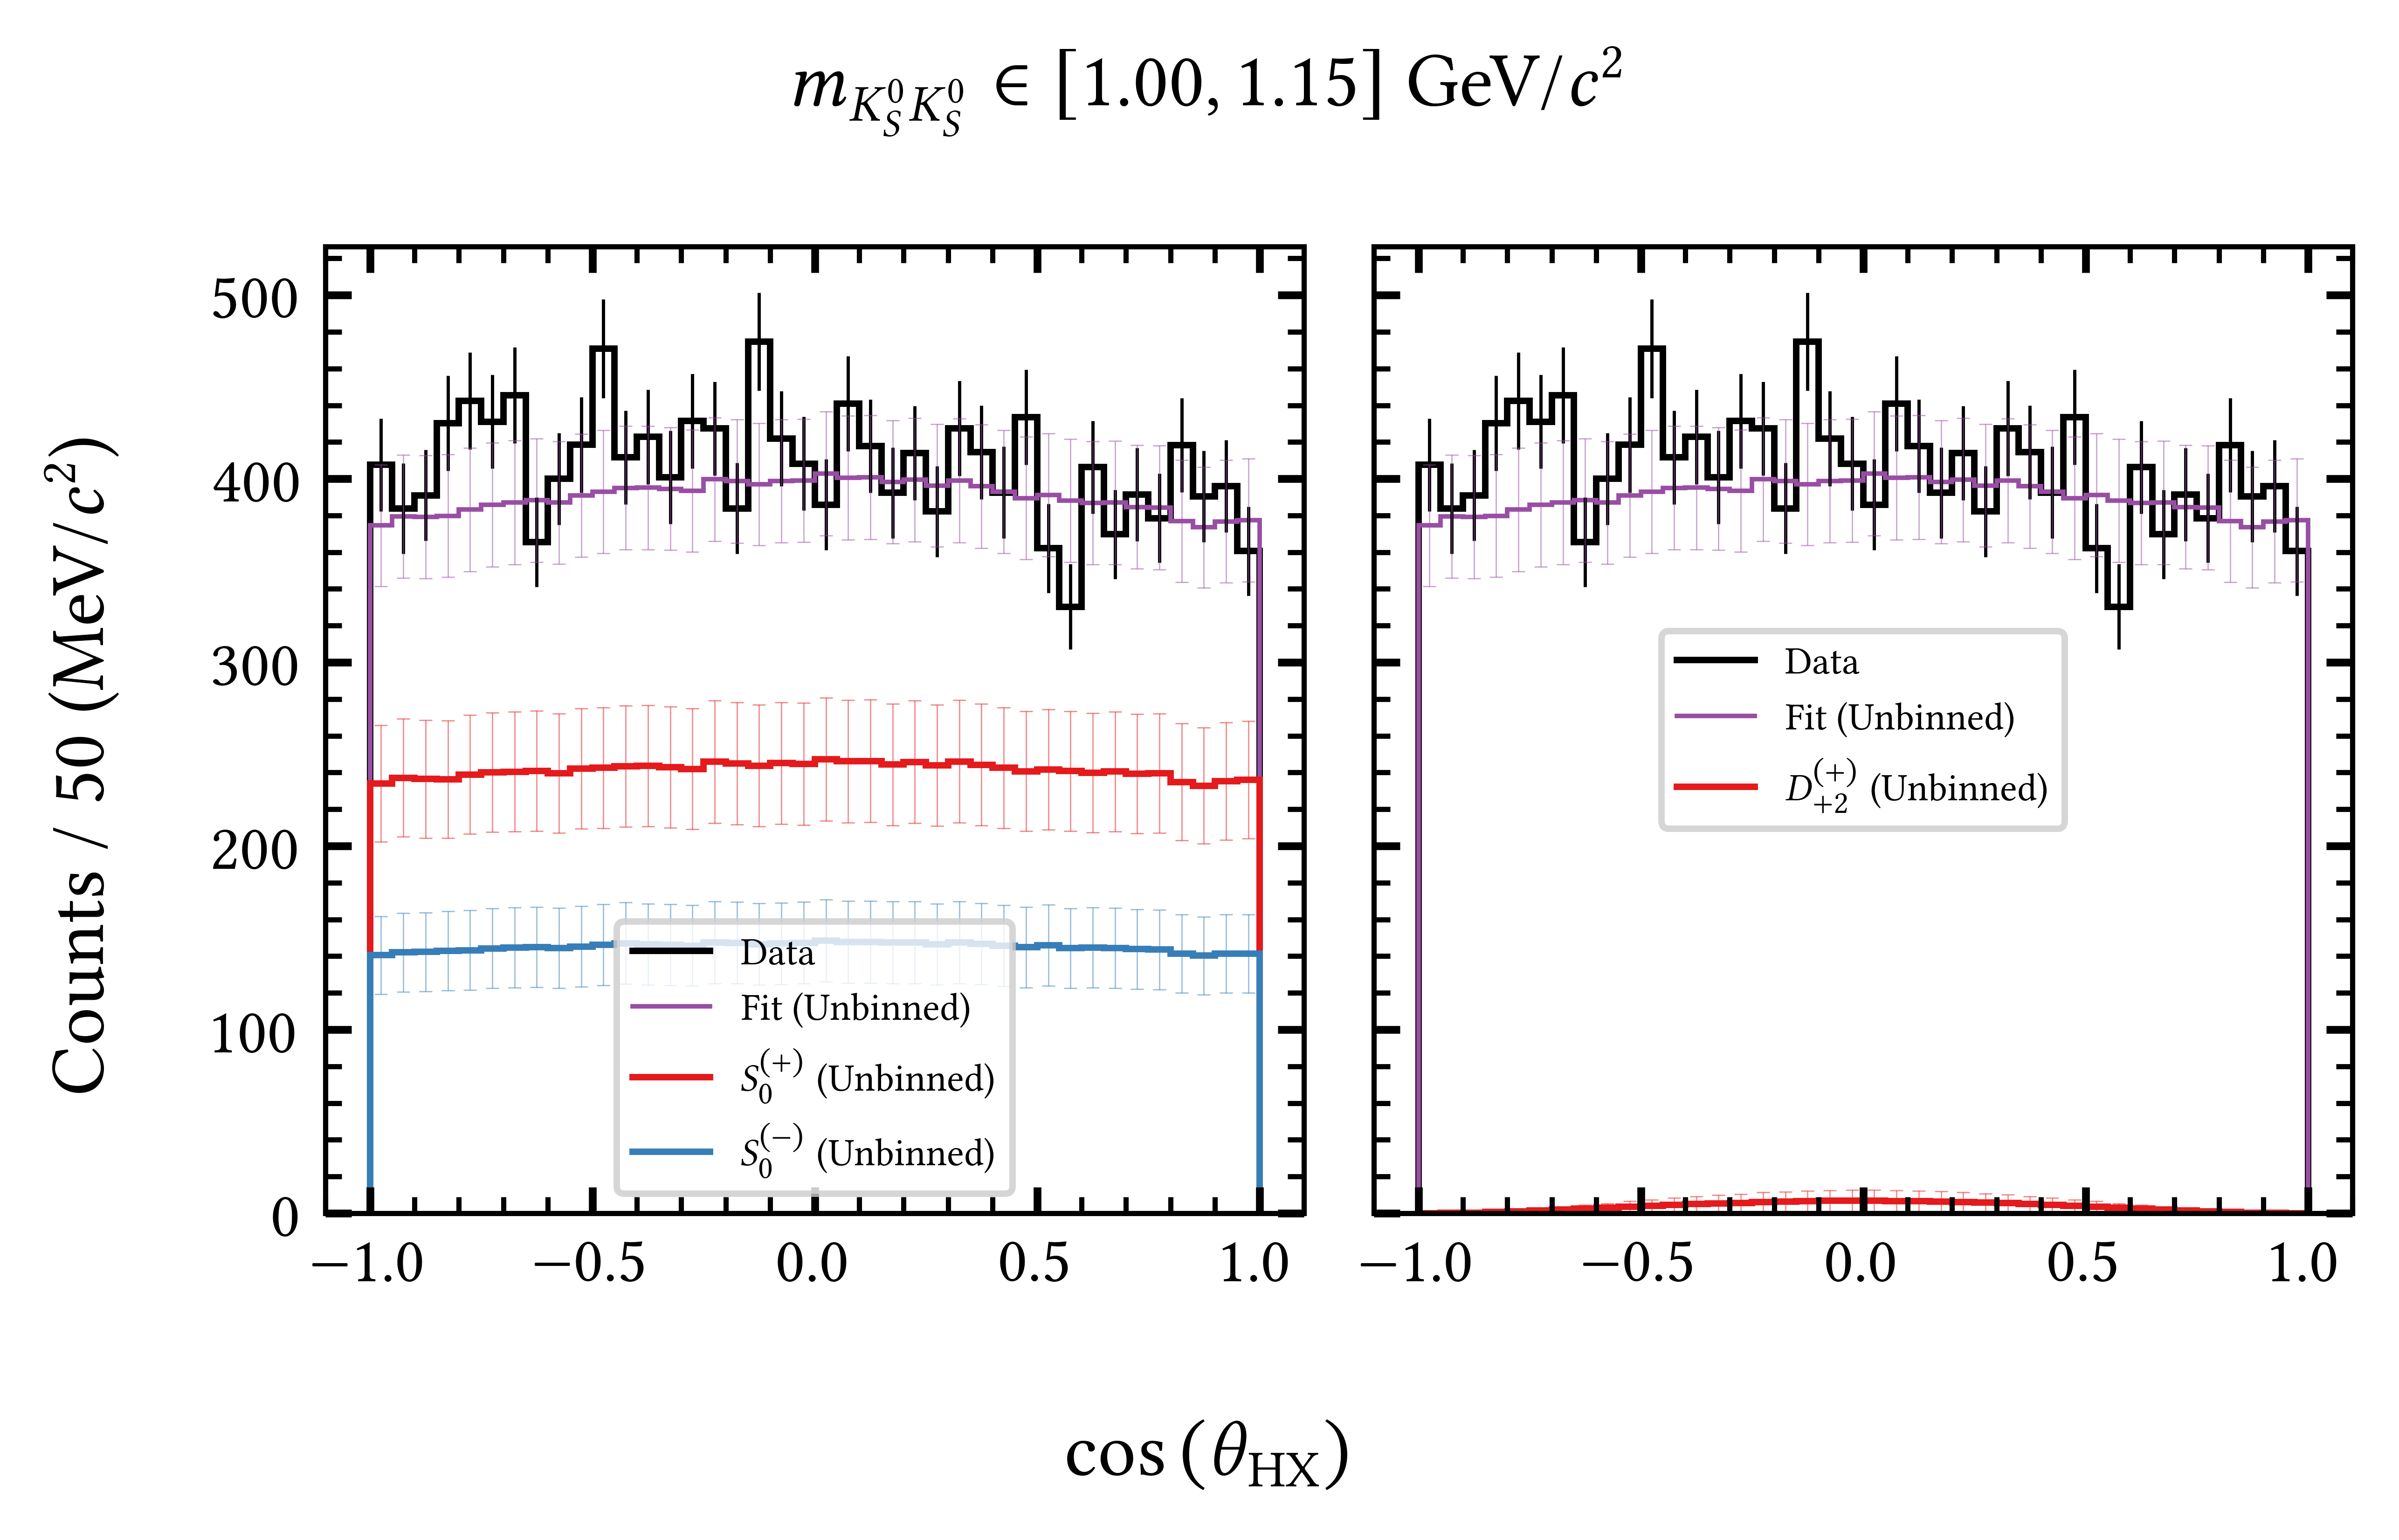 m_{K_S^0 K_S^0} ∈ [1.00, 1.15] GeV/c²
Counts / 50 (MeV/c²)
500
400
300
200
100
0
Data
Fit (Unbinned)
S_0^{(+)} (Unbinned)
S_0^{(−)} (Unbinned)
−1.0 −0.5 0.0 0.5 1.0
Data
Fit (Unbinned)
D_{+2}^{(+)} (Unbinned)
−1.0 −0.5 0.0 0.5 1.0
cos (θ_{HX})